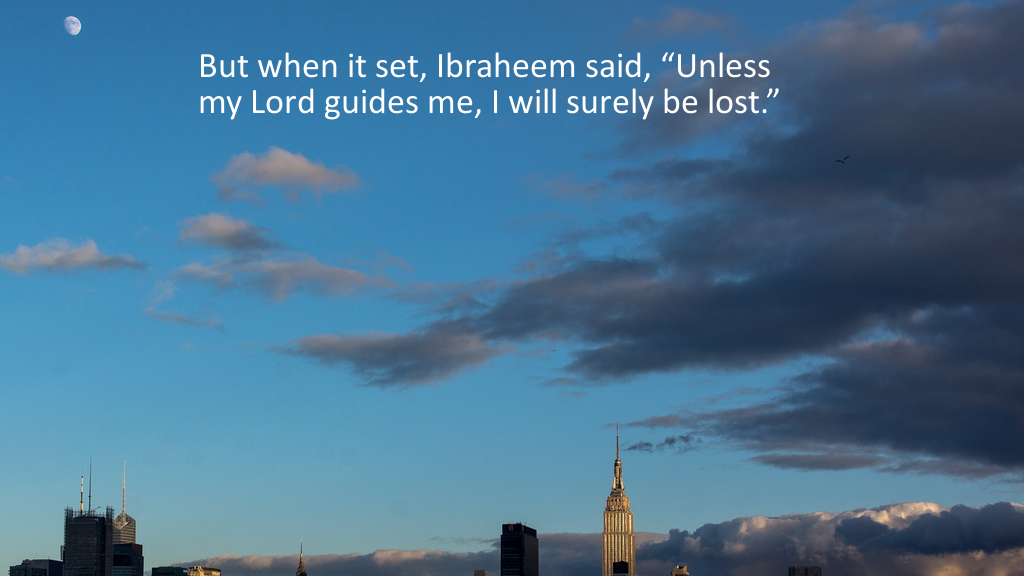 But when it set, Ibraheem said, “Unless
my Lord guides me, I will surely be lost.”